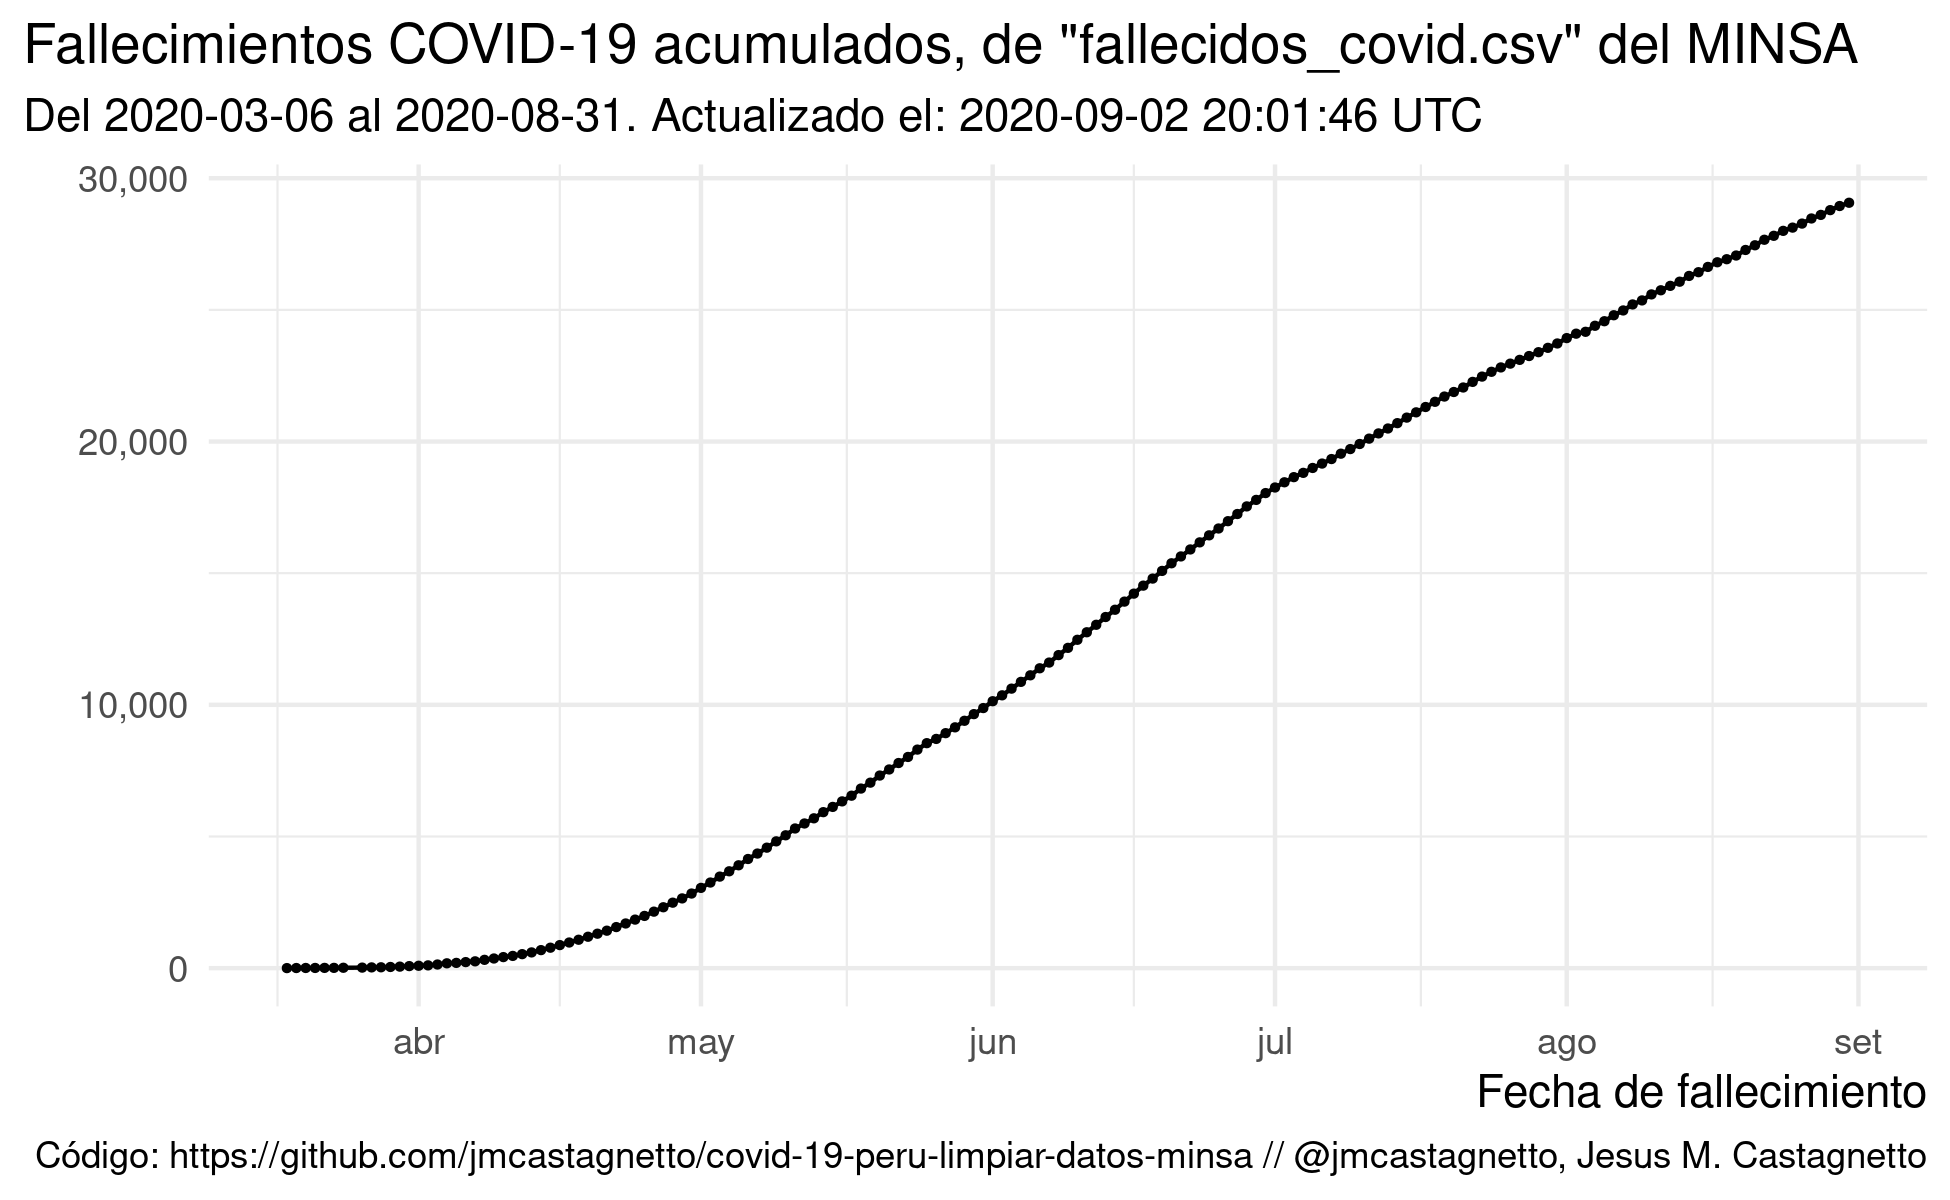 Fallecimientos COVID-19 acumulados, de "fallecidos_covid.csv" del MINSA
Del 2020-03-06 al 2020-08-31. Actualizado el: 2020-09-02 20:01:46 UTC
30,000
20,000
10,000
0
abr may jun jul ago set
Fecha de fallecimiento
Código: https://github.com/jmcastagnetto/covid-19-peru-limpiar-datos-minsa // @jmcastagnetto, Jesus M. Castagnetto